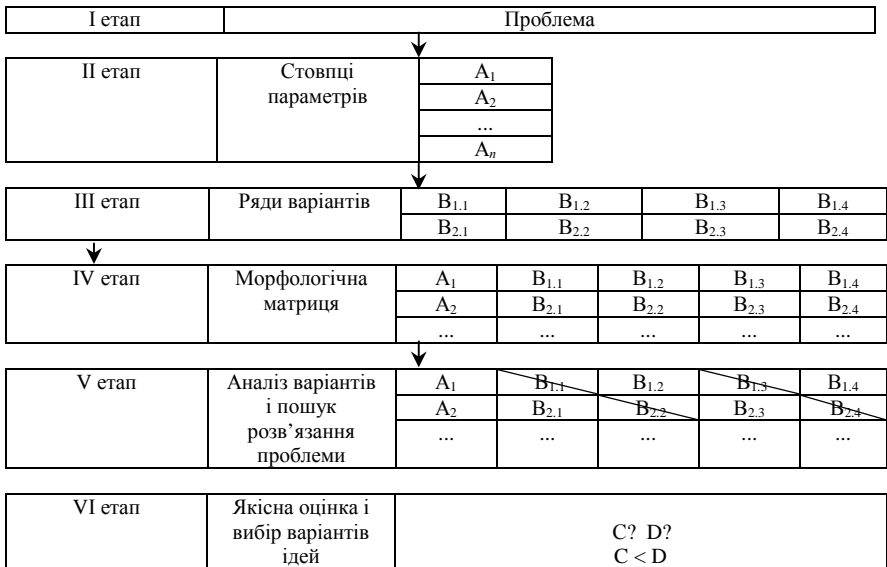 I етап Проблема
II етап Стовпці A₁
параметрів A₂
...
Aₙ
III етап Ряди варіантів B₁.₁ B₁.₂ B₁.₃ B₁.₄
B₂.₁ B₂.₂ B₂.₃ B₂.₄
IV етап Морфологічна A₁ B₁.₁ B₁.₂ B₁.₃ B₁.₄
матриця A₂ B₂.₁ B₂.₂ B₂.₃ B₂.₄
... ... ... ... ...
V етап Аналіз варіантів A₁ B₁.₁ B₁.₂ B₁.₃ B₁.₄
і пошук A₂ B₂.₁ B₂.₂ B₂.₃ B₂.₄
розв’язання ... ... ... ... ...
проблеми
VI етап Якісна оцінка і
вибір варіантів C? D?
ідей C < D